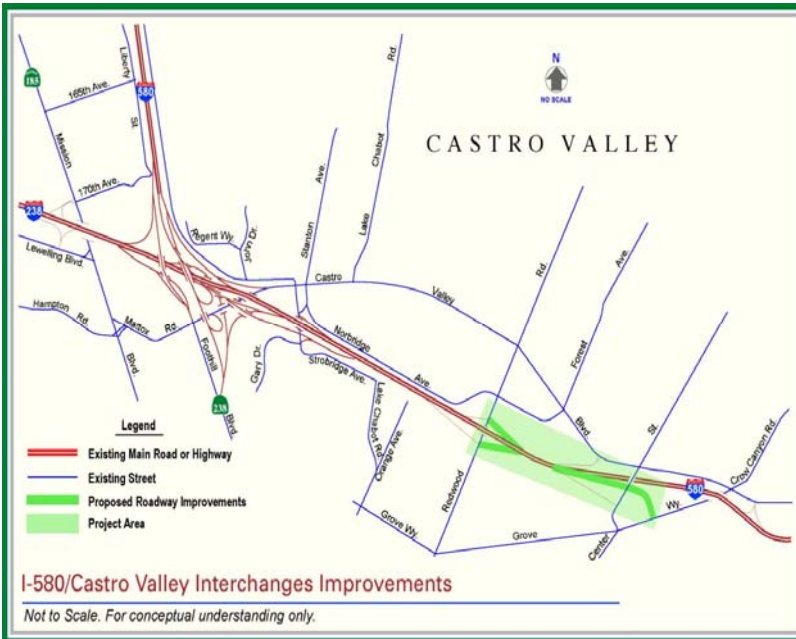 N
NO SCALE
CASTRO VALLEY
185
165th Ave.
Liberty
St.
580
Mission
170th Ave.
238
Lewelling Blvd.
Hampton Rd.
Mattox Rd.
Blvd.
Foothill
Blvd.
238
Regent Wy.
John Dr.
Stanton Ave.
Lake Chabot Rd.
Castro
Valley
Blvd.
Norbridge
Ave.
Strobridge Ave.
Gary Dr.
Lake Chabot Rd.
Orange Ave.
Grove Wy.
Redwood
Rd.
Forest Ave.
St.
Center
Grove
Wy.
580
Crow Canyon Rd.
Legend
Existing Main Road or Highway
Existing Street
Proposed Roadway Improvements
Project Area
I-580/Castro Valley Interchanges Improvements
Not to Scale. For conceptual understanding only.